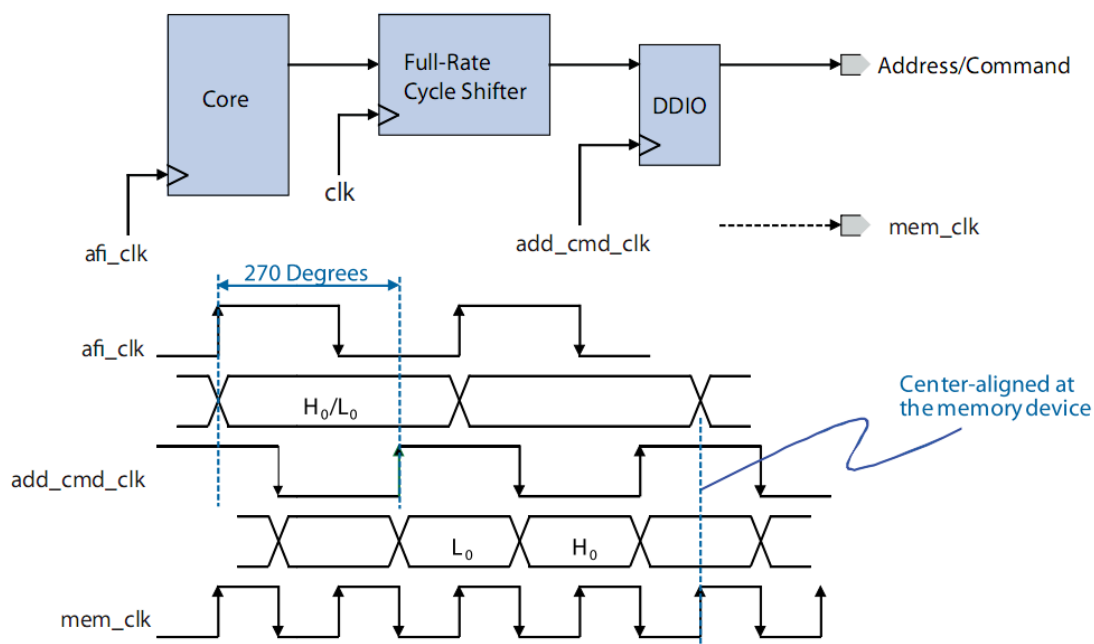 Core
Full-Rate
Cycle Shifter
DDIO
Address/Command
clk
afi_clk
add_cmd_clk
mem_clk
270 Degrees
afi_clk
H₀/L₀
Center-aligned at
the memory device
add_cmd_clk
L₀
H₀
mem_clk